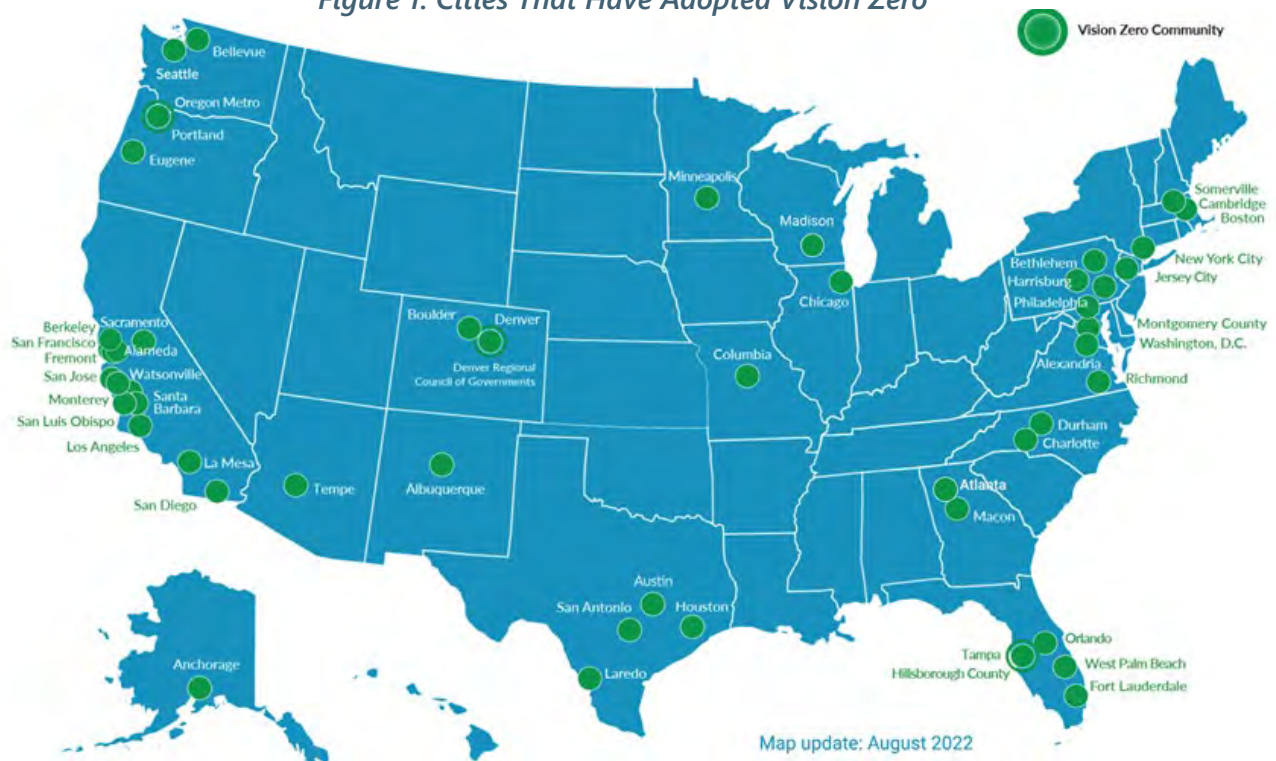 Figure 1. Cities That Have Adopted Vision Zero
Vision Zero Community
Bellevue
Seattle
Oregon Metro
Portland
Eugene
Minneapolis
Madison
Chicago
Somerville
Cambridge
Boston
New York City
Jersey City
Bethlehem
Harrisburg
Philadelphia
Montgomery County
Washington, D.C.
Alexandria
Richmond
Berkeley
Sacramento
San Francisco
Alameda
Fremont
San Jose
Watsonville
Monterey
Santa
Barbara
San Luis Obispo
Los Angeles
La Mesa
San Diego
Boulder
Denver
Denver Regional
Council of Governments
Columbia
Tempe
Albuquerque
Durham
Charlotte
Atlanta
Macon
Austin
San Antonio
Houston
Laredo
Orlando
Tampa
Hillsborough County
West Palm Beach
Fort Lauderdale
Anchorage
Map update: August 2022